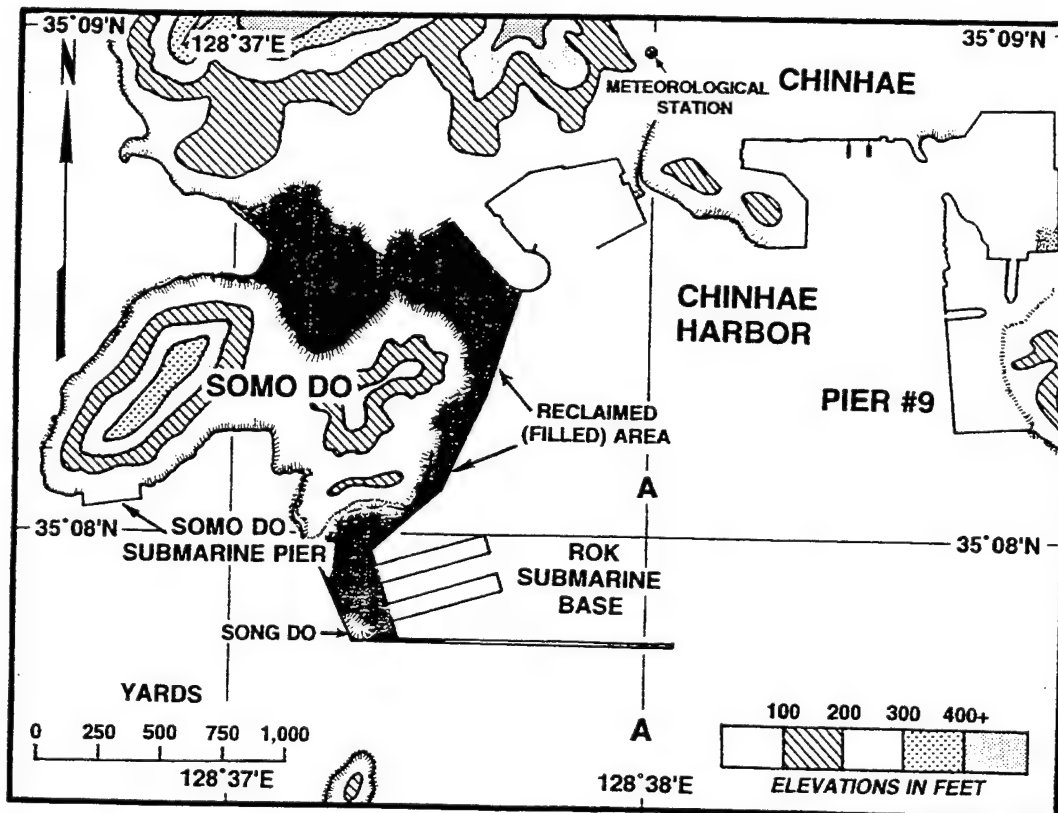 35°09'N
128°37'E
35°09'N
N
METEOROLOGICAL
STATION
CHINHAE
CHINHAE
HARBOR
SOMO DO
PIER #9
RECLAIMED
(FILLED) AREA
A
35°08'N
SOMO DO
SUBMARINE PIER
ROK
SUBMARINE
BASE
35°08'N
SONG DO
YARDS
0 250 500 750 1,000
128°37'E
A
128°38'E
100 200 300 400+
ELEVATIONS IN FEET